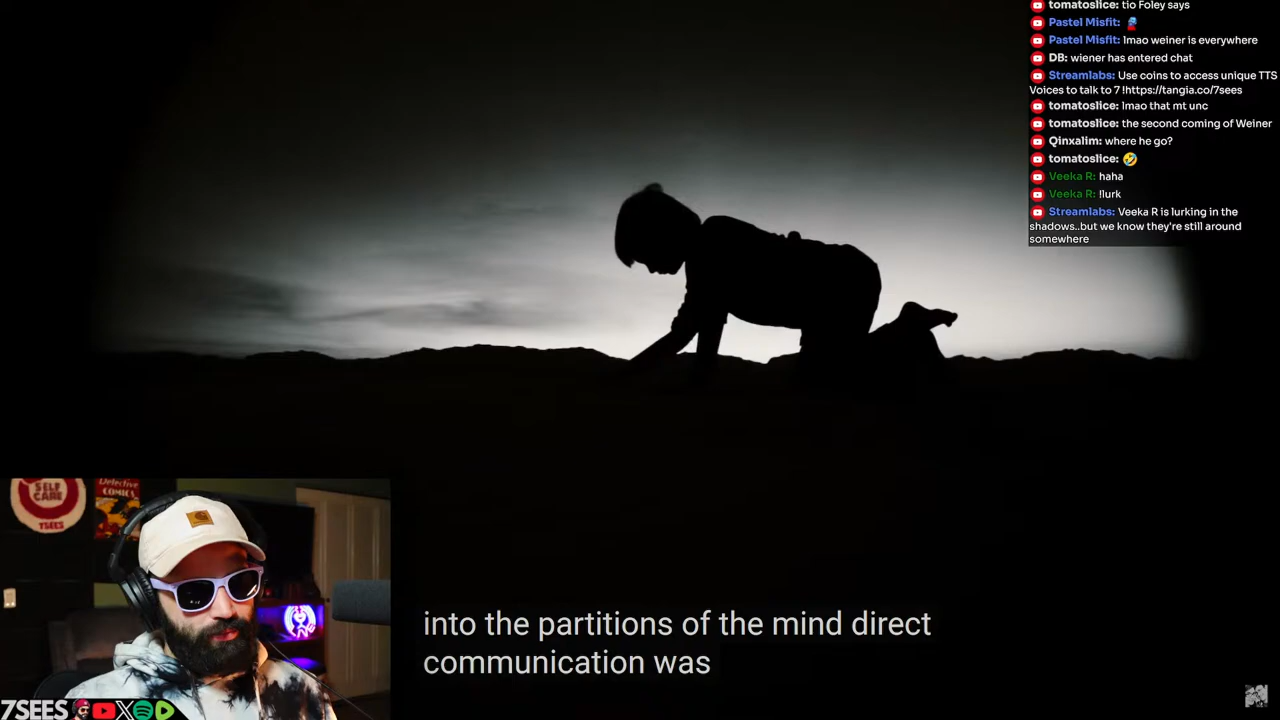 tomatoslice: tio Foley says
Pastel Misfit:
Pastel Misfit: lmao weiner is everywhere
DB: wiener has entered chat
Streamlabs: Use coins to access unique TTS
Voices to talk to 7 !https://tangia.co/7sees
tomatoslice: lmao that mt unc
tomatoslice: the second coming of Weiner
Qinxalim: where he go?
tomatoslice: 🤣
Veeka R: haha
Veeka R: !lurk
Streamlabs: Veeka R is lurking in the
shadows..but we know they're still around
somewhere
SELF
CARE
7SEES
Detective
COMICS
into the partitions of the mind direct
communication was
7SEES